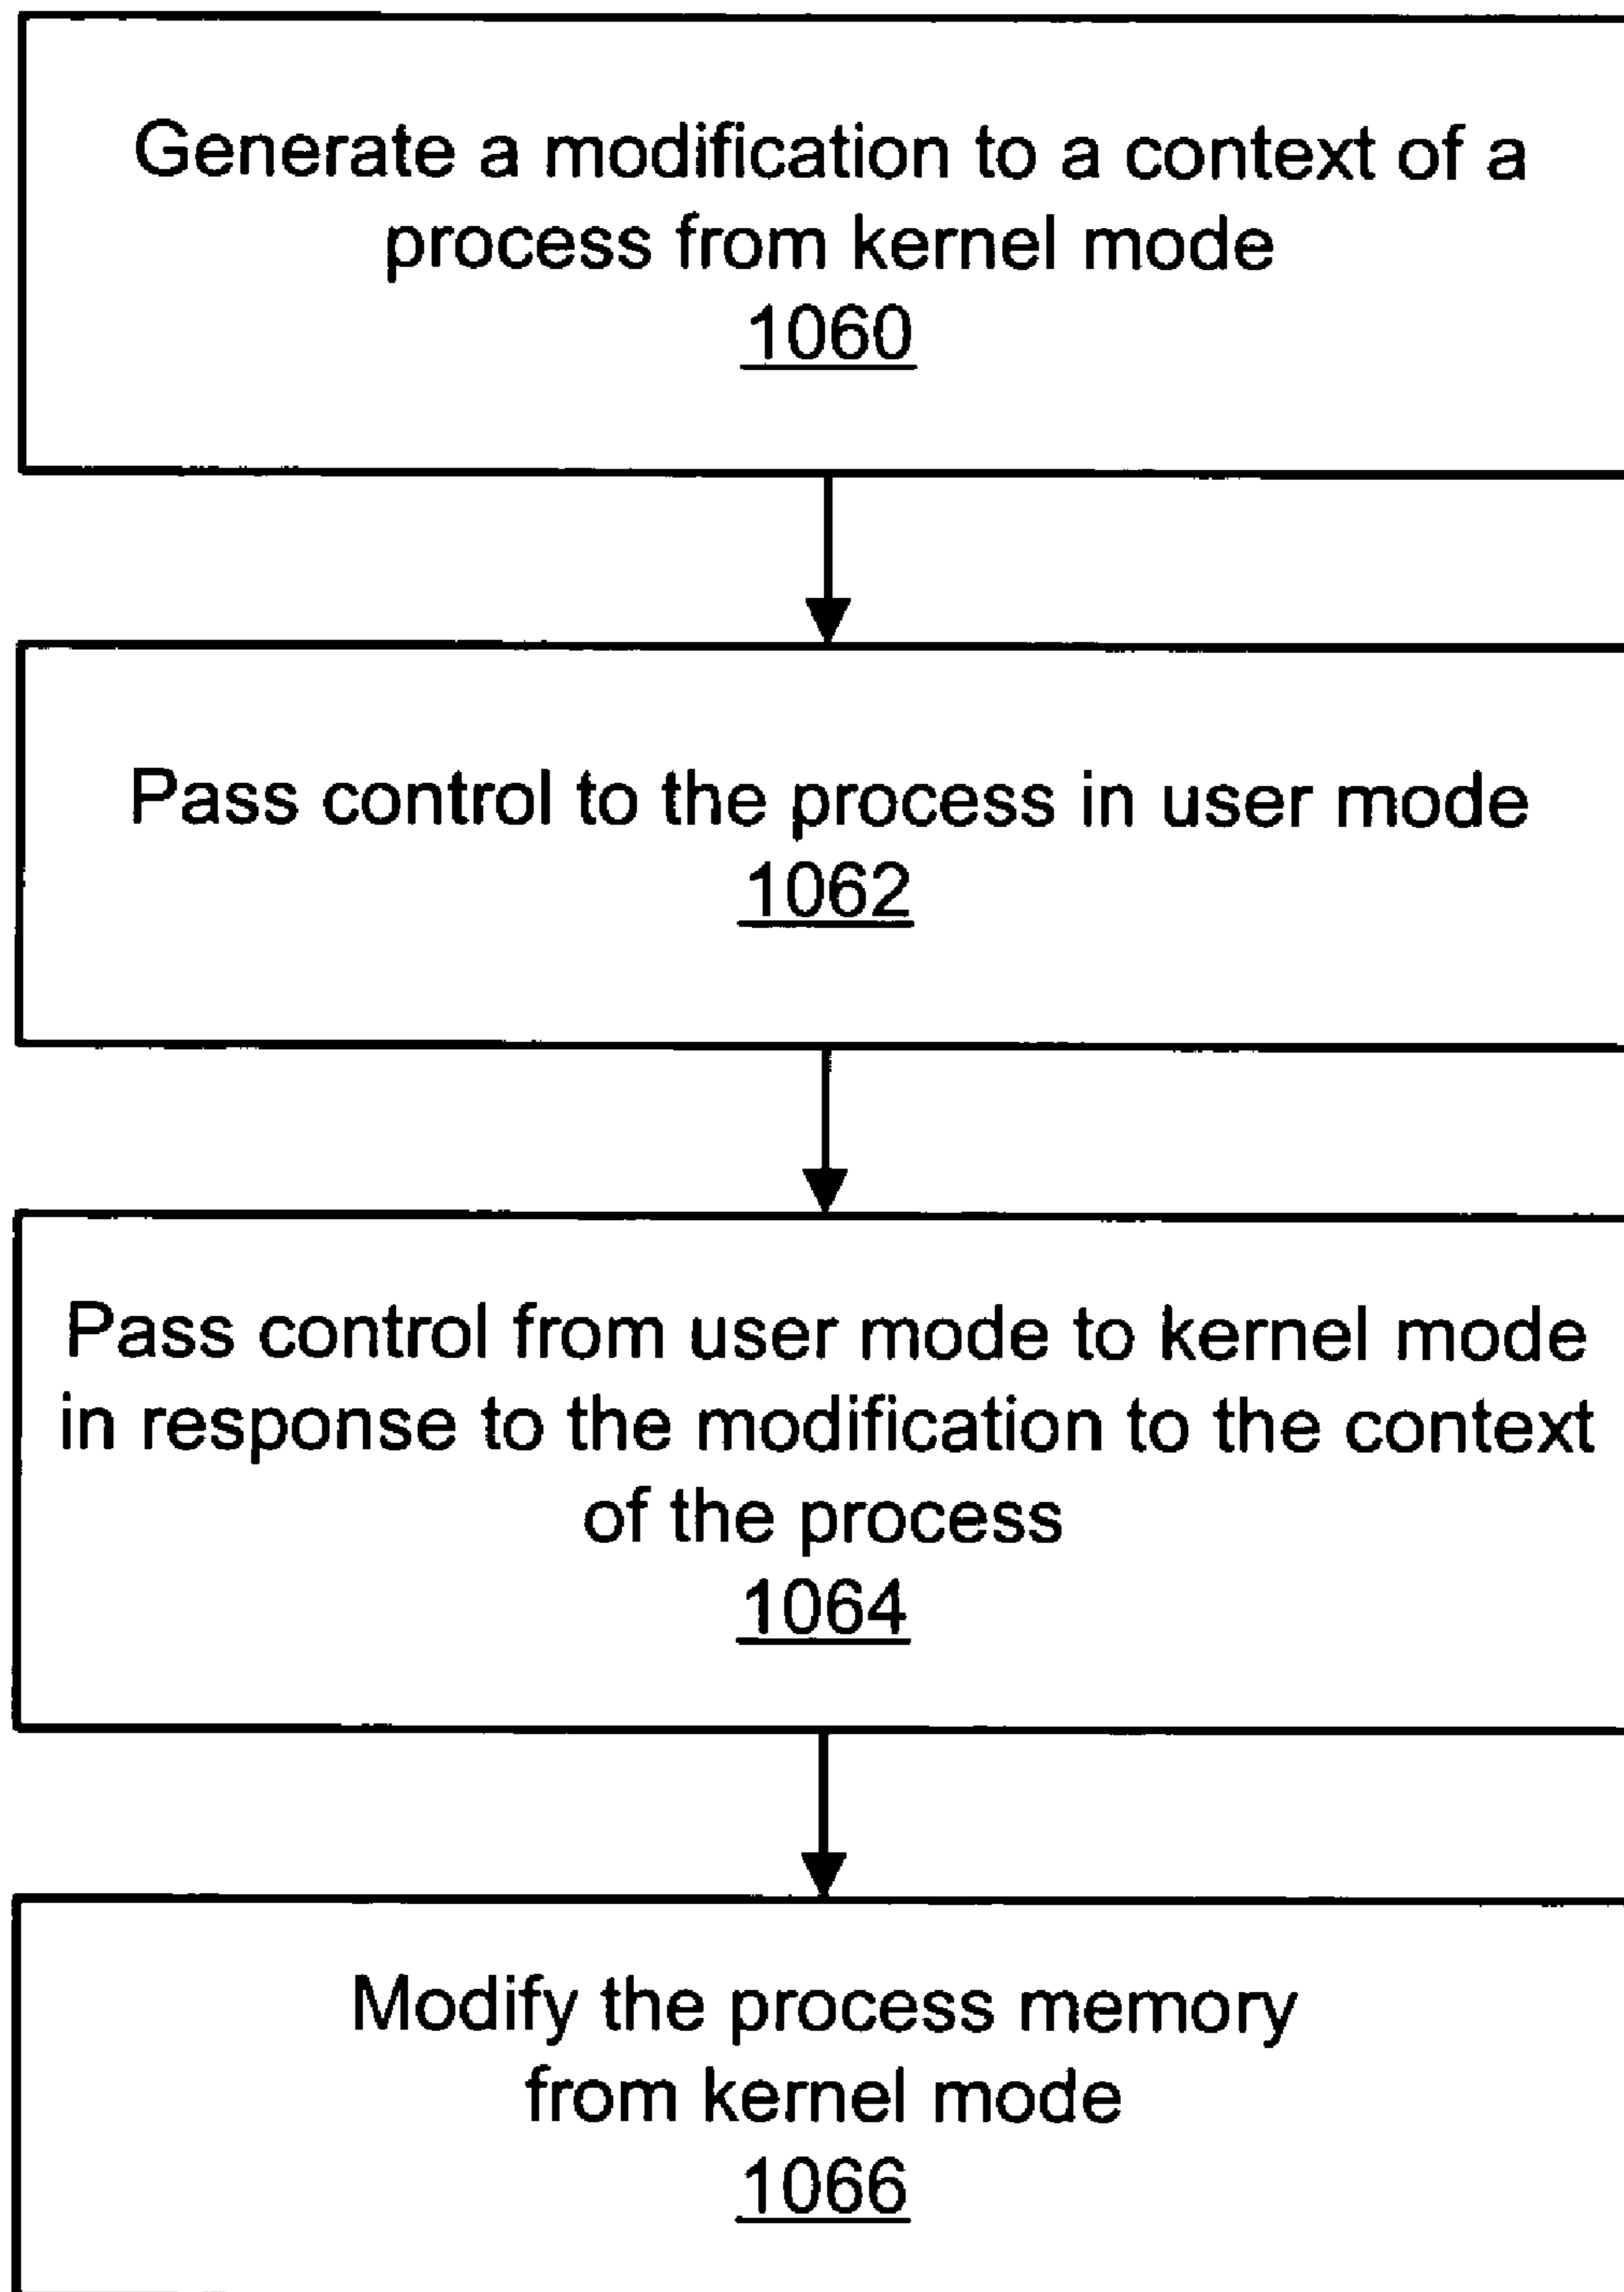 Generate a modification to a context of a
process from kernel mode
1060
Pass control to the process in user mode
1062
Pass control from user mode to kernel mode
in response to the modification to the context
of the process
1064
Modify the process memory
from kernel mode
1066